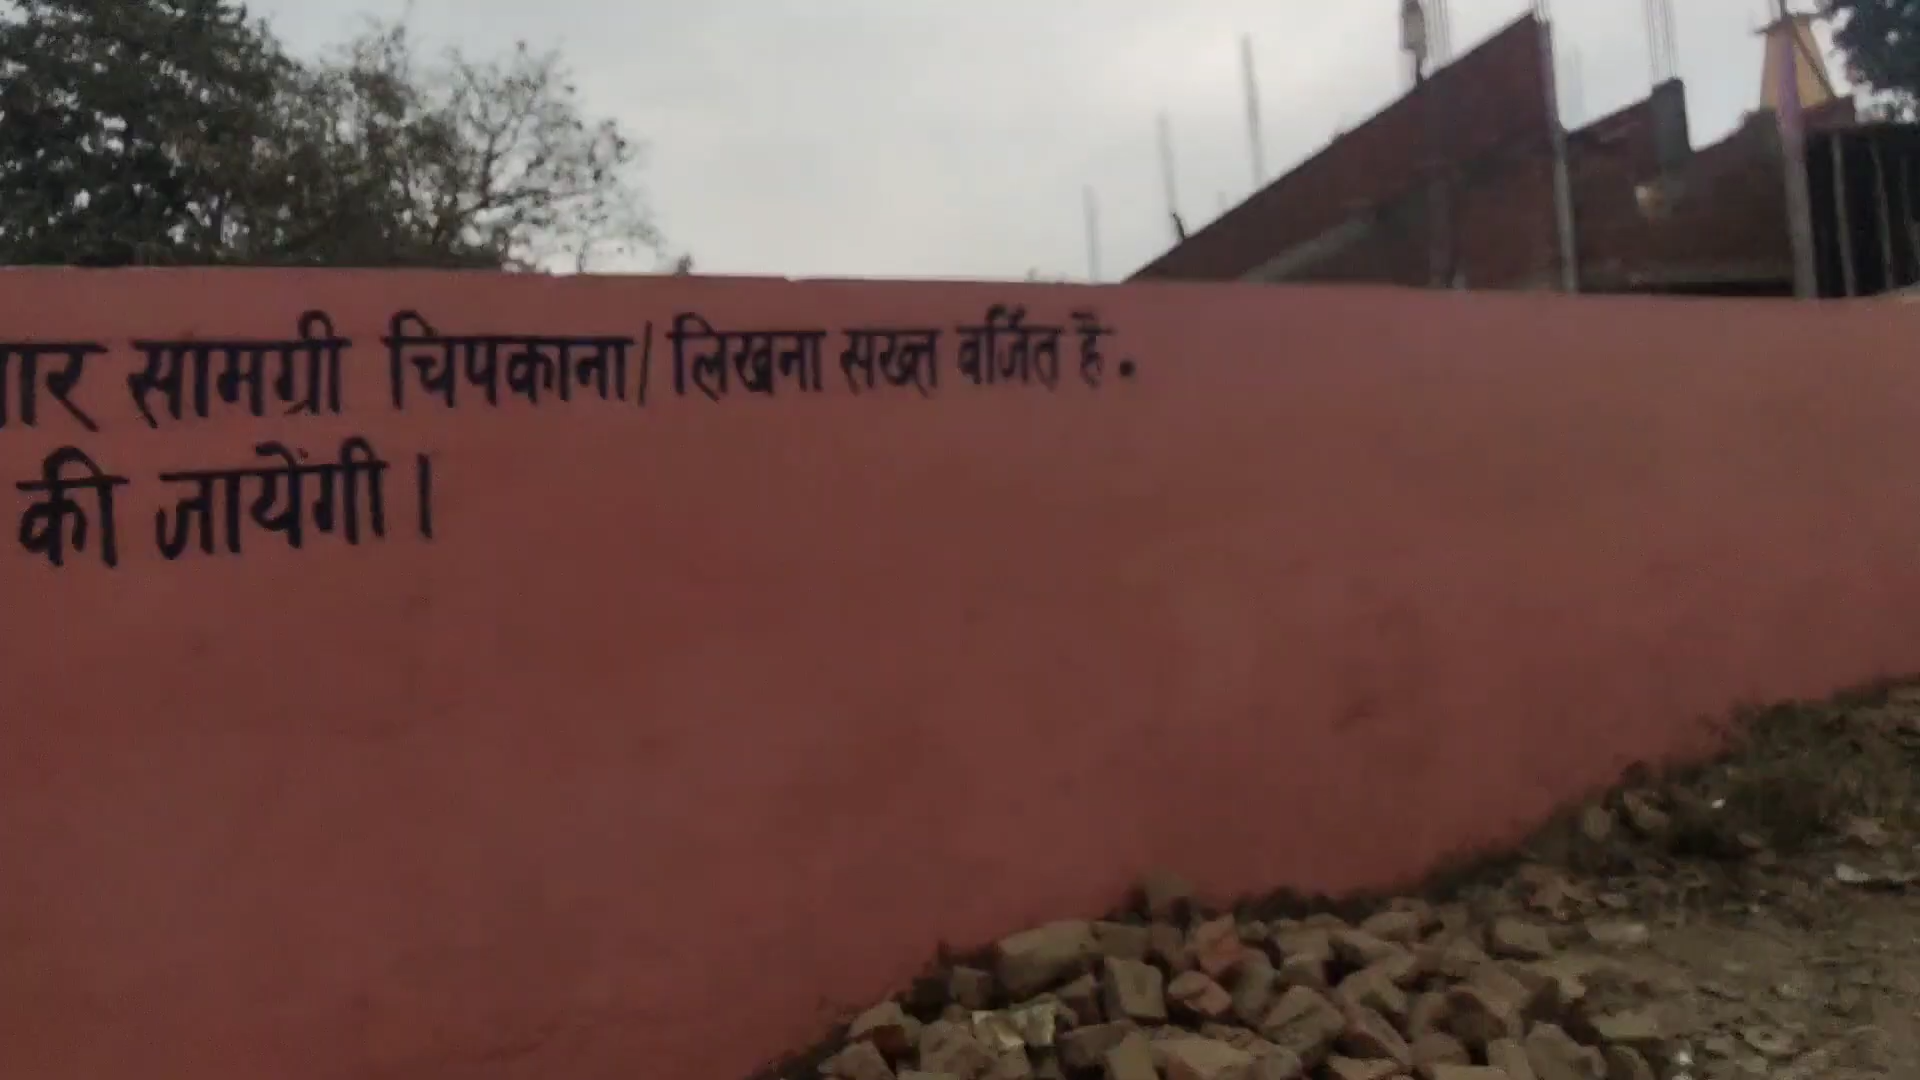 सामग्री चिपकाना/लिखना सख्त वर्जित है.
की जायेंगी।